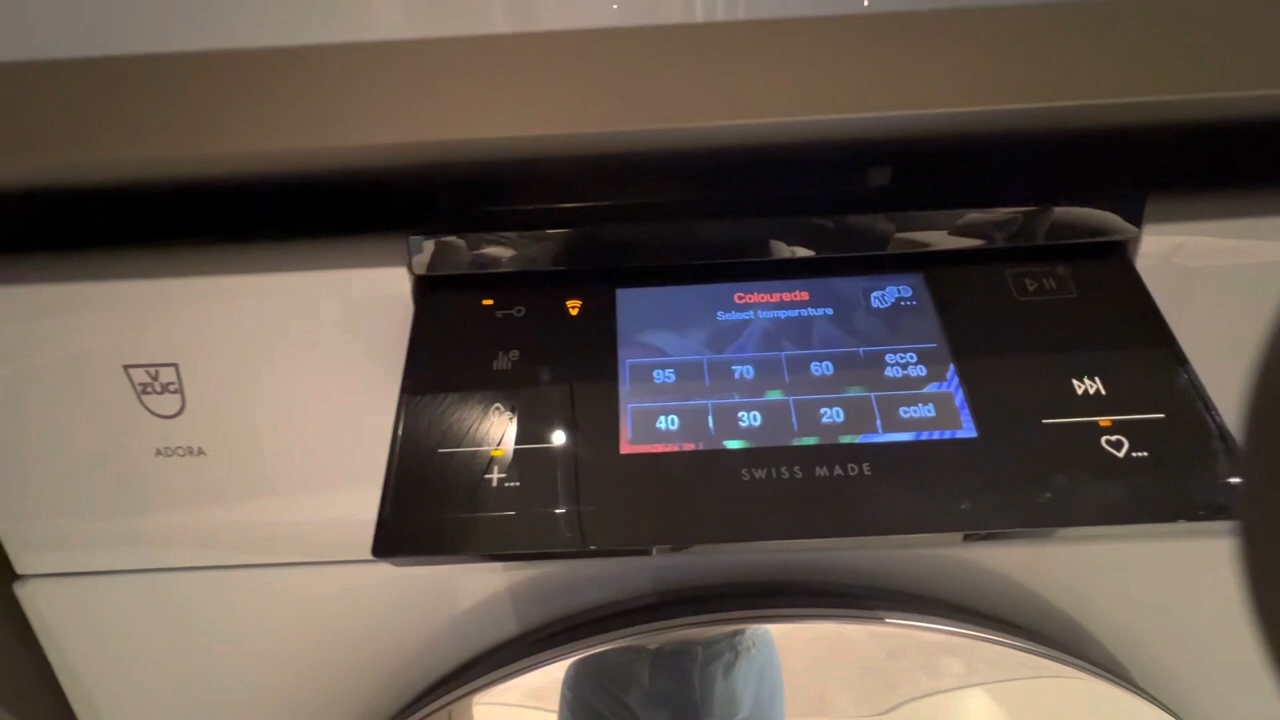 V
ZUG
ADORA
e
+...
Coloureds
Select temperature
...
95 70 60 eco 40-60
40 30 20 cold
SWISS MADE
...